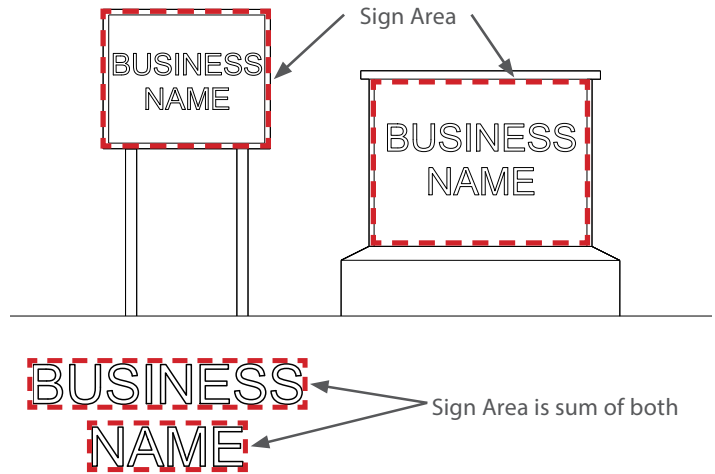 Sign Area
BUSINESS
NAME
BUSINESS
NAME
BUSINESS
NAME
Sign Area is sum of both